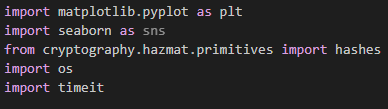 import matplotlib.pyplot as plt
import seaborn as sns
from cryptography.hazmat.primitives import hashes
import os
import timeit